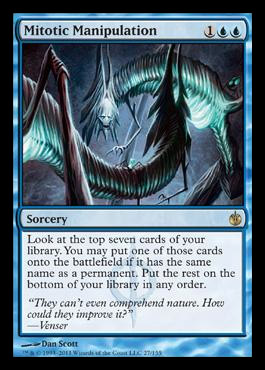 Mitotic Manipulation 1
Sorcery
Look at the top seven cards of your
library. You may put one of those cards
onto the battlefield if it has the same
name as a permanent. Put the rest on the
bottom of your library in any order.
“They can’t even comprehend nature. How
could they improve it?”
—Venser
Dan Scott
™ & © 1993–2011 Wizards of the Coast LLC 27/155